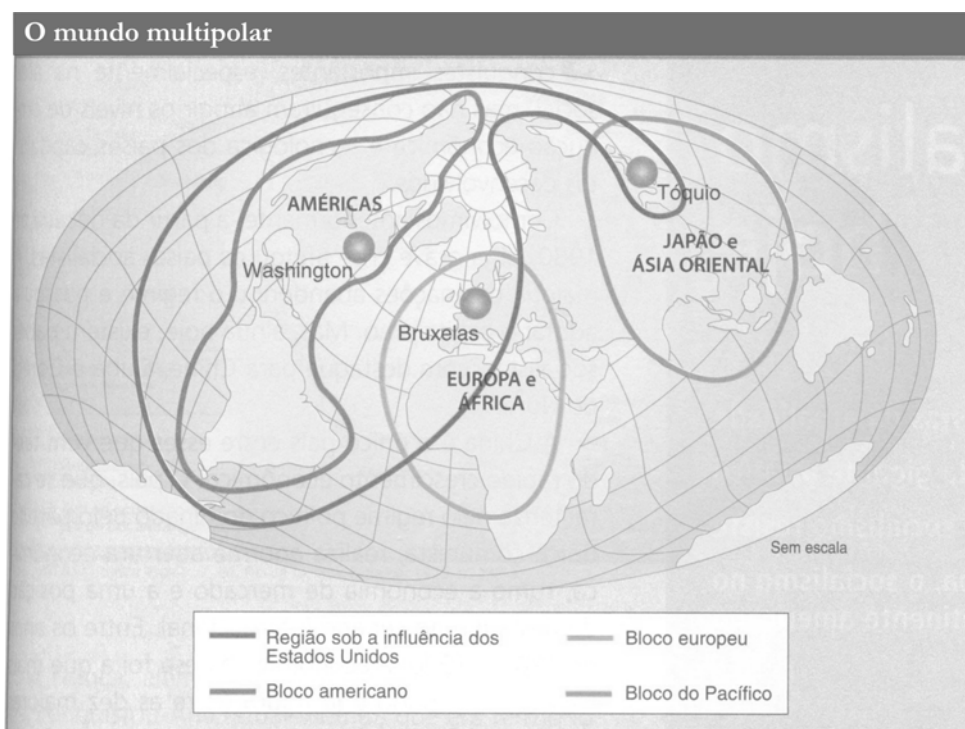 O mundo multipolar
AMÉRICAS
Washington
Tóquio
JAPÃO e
ÁSIA ORIENTAL
Bruxelas
EUROPA e
ÁFRICA
Sem escala
Região sob a influência dos
Estados Unidos
Bloco americano
Bloco europeu
Bloco do Pacífico